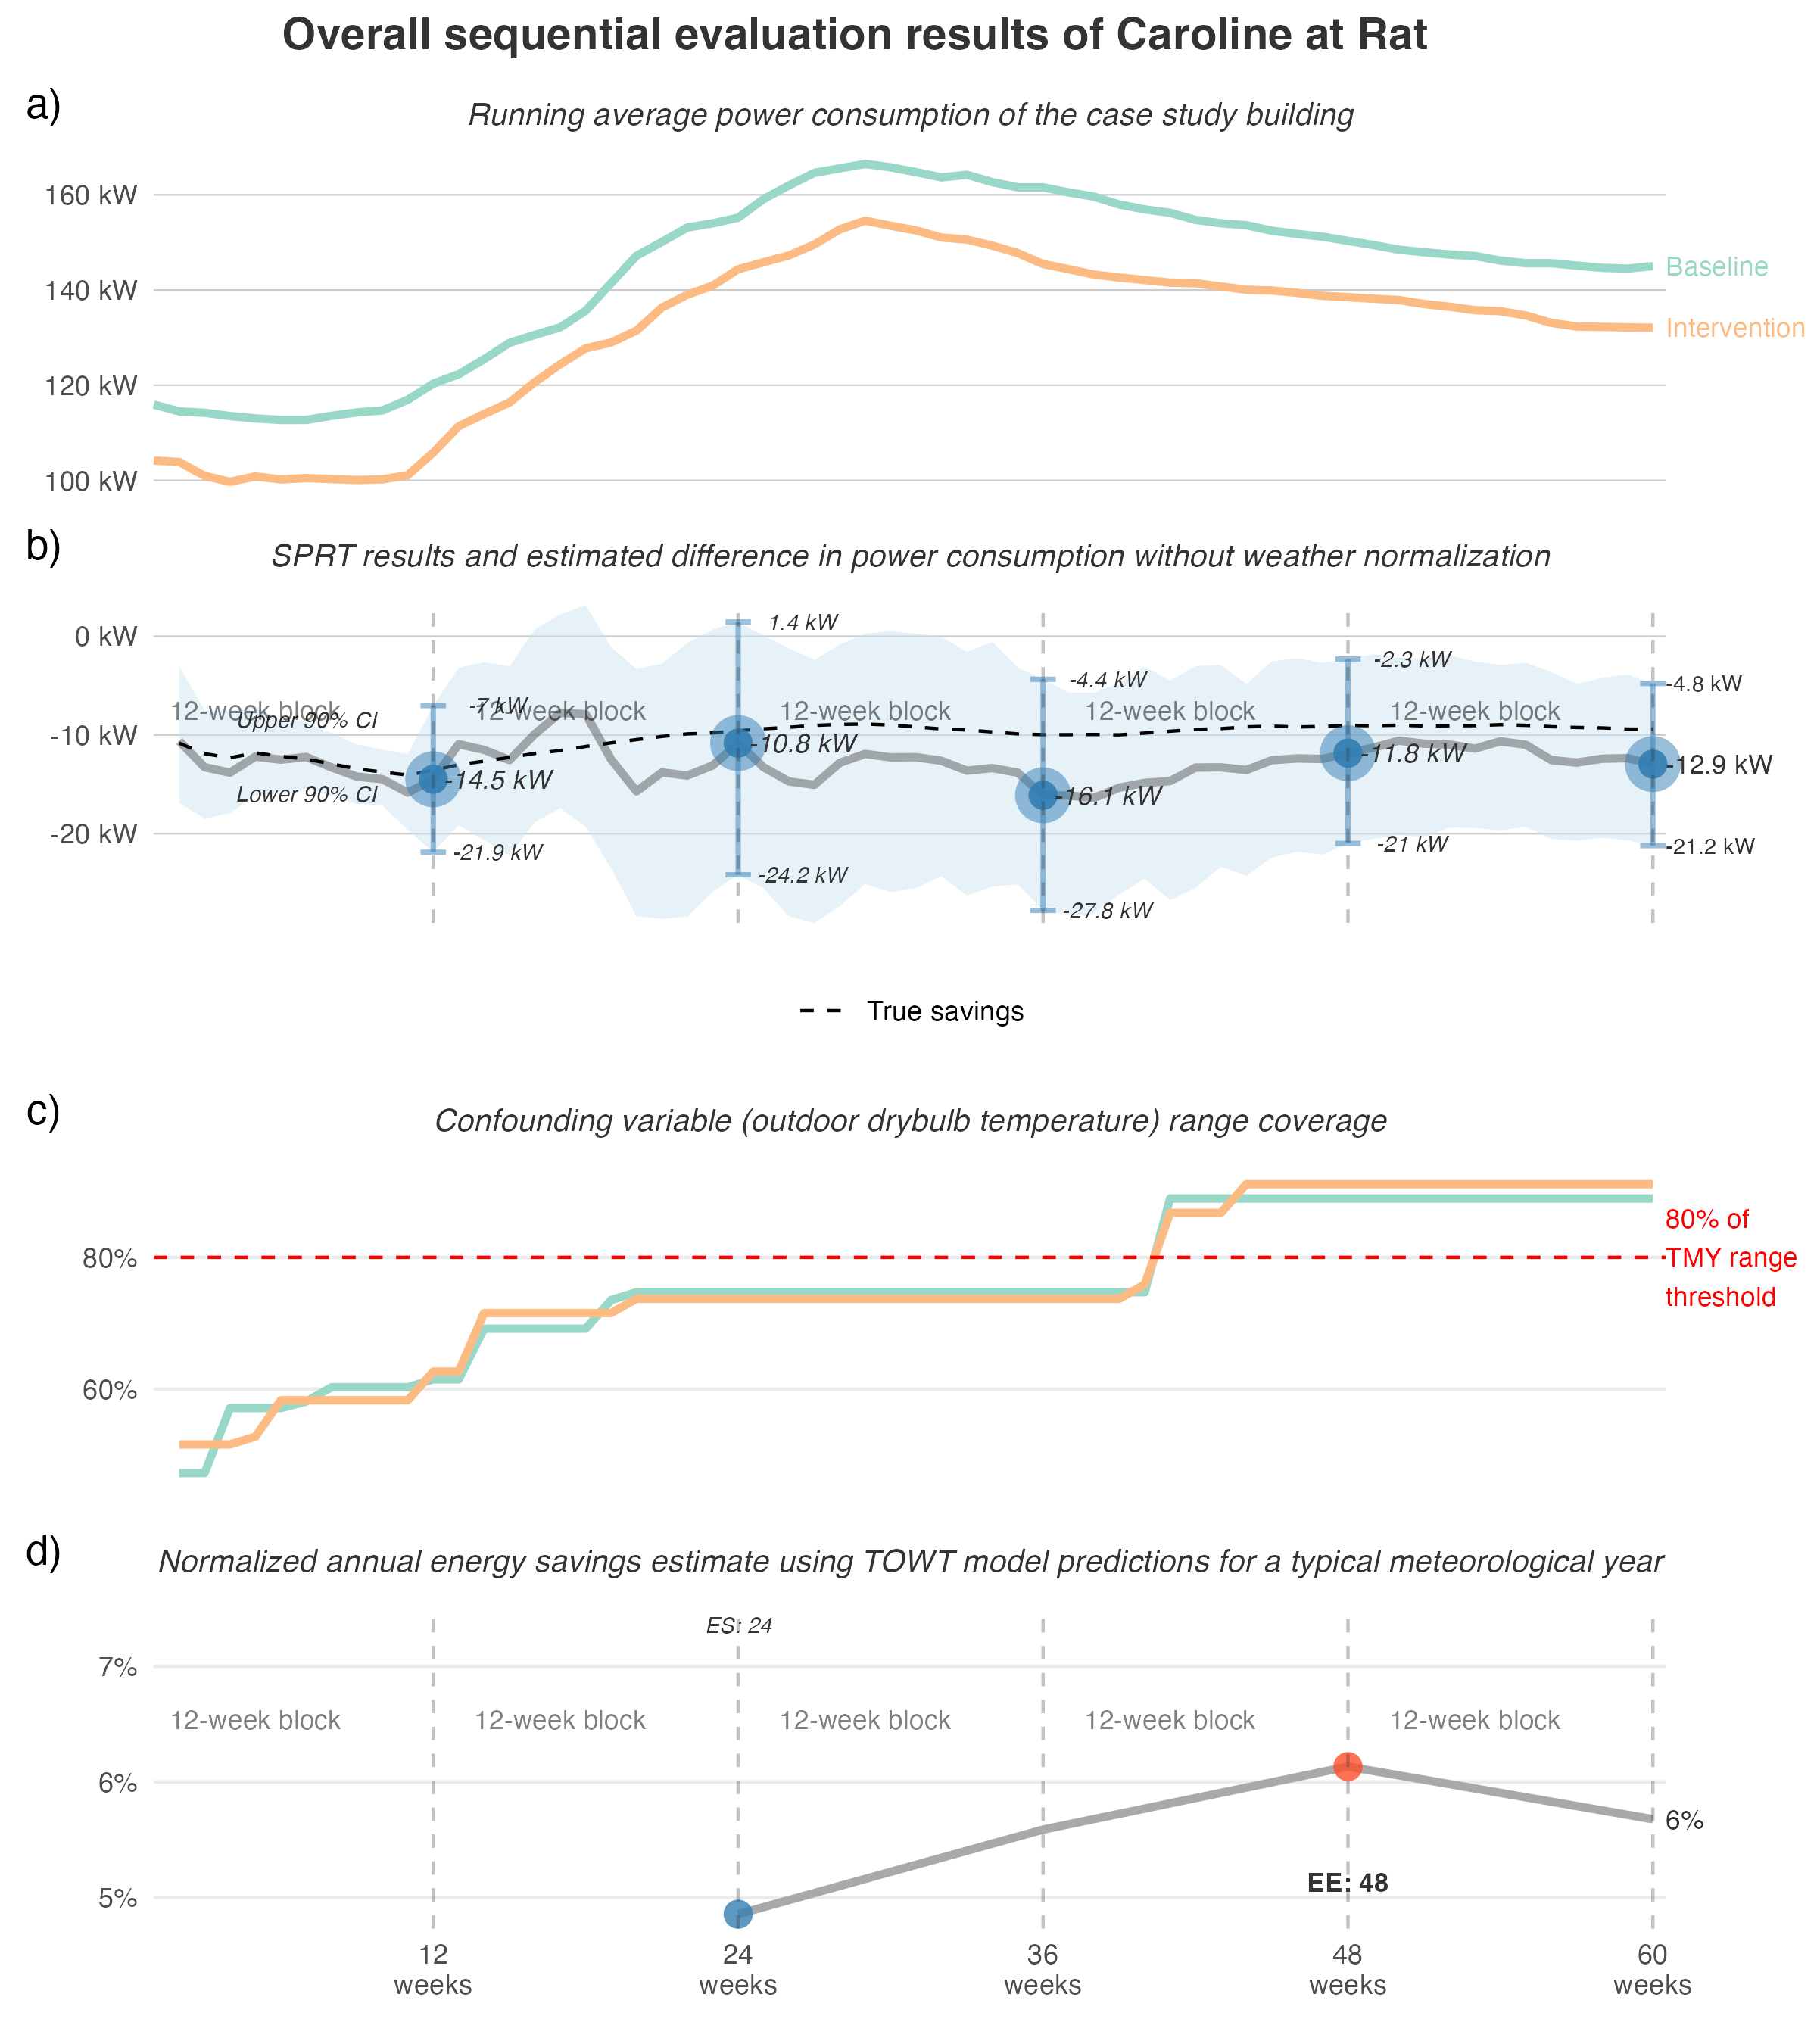 Overall sequential evaluation results of Caroline at Rat
a)
Running average power consumption of the case study building
160 kW
140 kW
120 kW
100 kW
Baseline
Intervention
b)
SPRT results and estimated difference in power consumption without weather normalization
0 kW
-10 kW
-20 kW
12-week block
12-week block
12-week block
12-week block
12-week block
Upper 90% CI
Lower 90% CI
-7 kW
-14.5 kW
-21.9 kW
1.4 kW
-10.8 kW
-24.2 kW
-4.4 kW
-16.1 kW
-27.8 kW
-2.3 kW
-11.8 kW
-21 kW
-4.8 kW
-12.9 kW
-21.2 kW
True savings
c)
Confounding variable (outdoor drybulb temperature) range coverage
80%
60%
80% of
TMY range
threshold
d)
Normalized annual energy savings estimate using TOWT model predictions for a typical meteorological year
ES: 24
7%
6%
5%
12-week block
12-week block
12-week block
12-week block
12-week block
6%
EE: 48
12
weeks
24
weeks
36
weeks
48
weeks
60
weeks